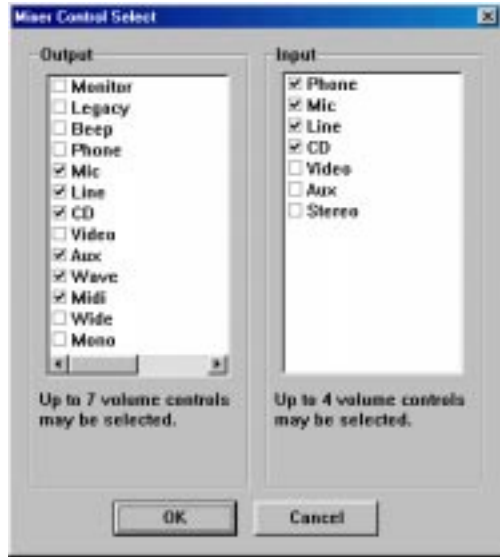 Mixer Control Select
Output
Monitor
Legacy
Beep
Phone
Mic
Line
CD
Video
Aux
Wave
Midi
Wide
Mono
Up to 7 volume controls
may be selected.
Input
Phone
Mic
Line
CD
Video
Aux
Stereo
Up to 4 volume controls
may be selected.
OK
Cancel